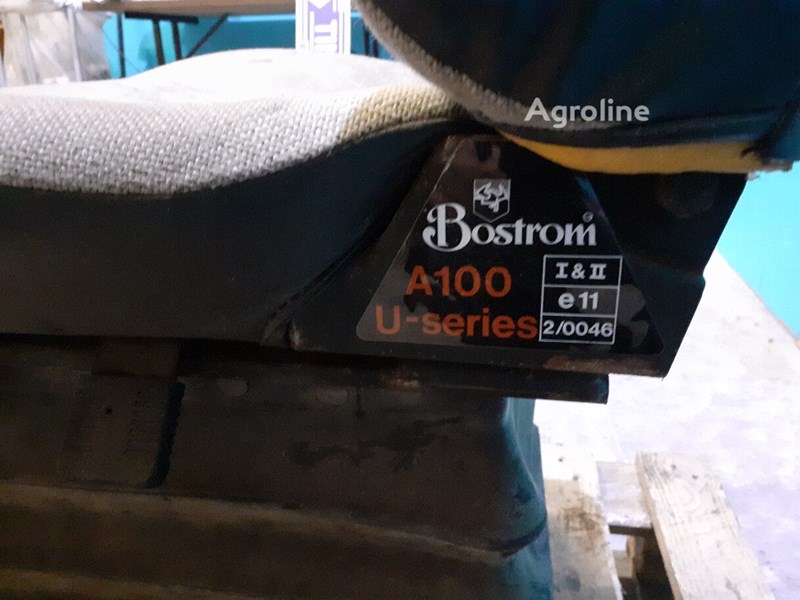 Agroline
Bostrom
A100
U-series
I & II
e11
2/0046